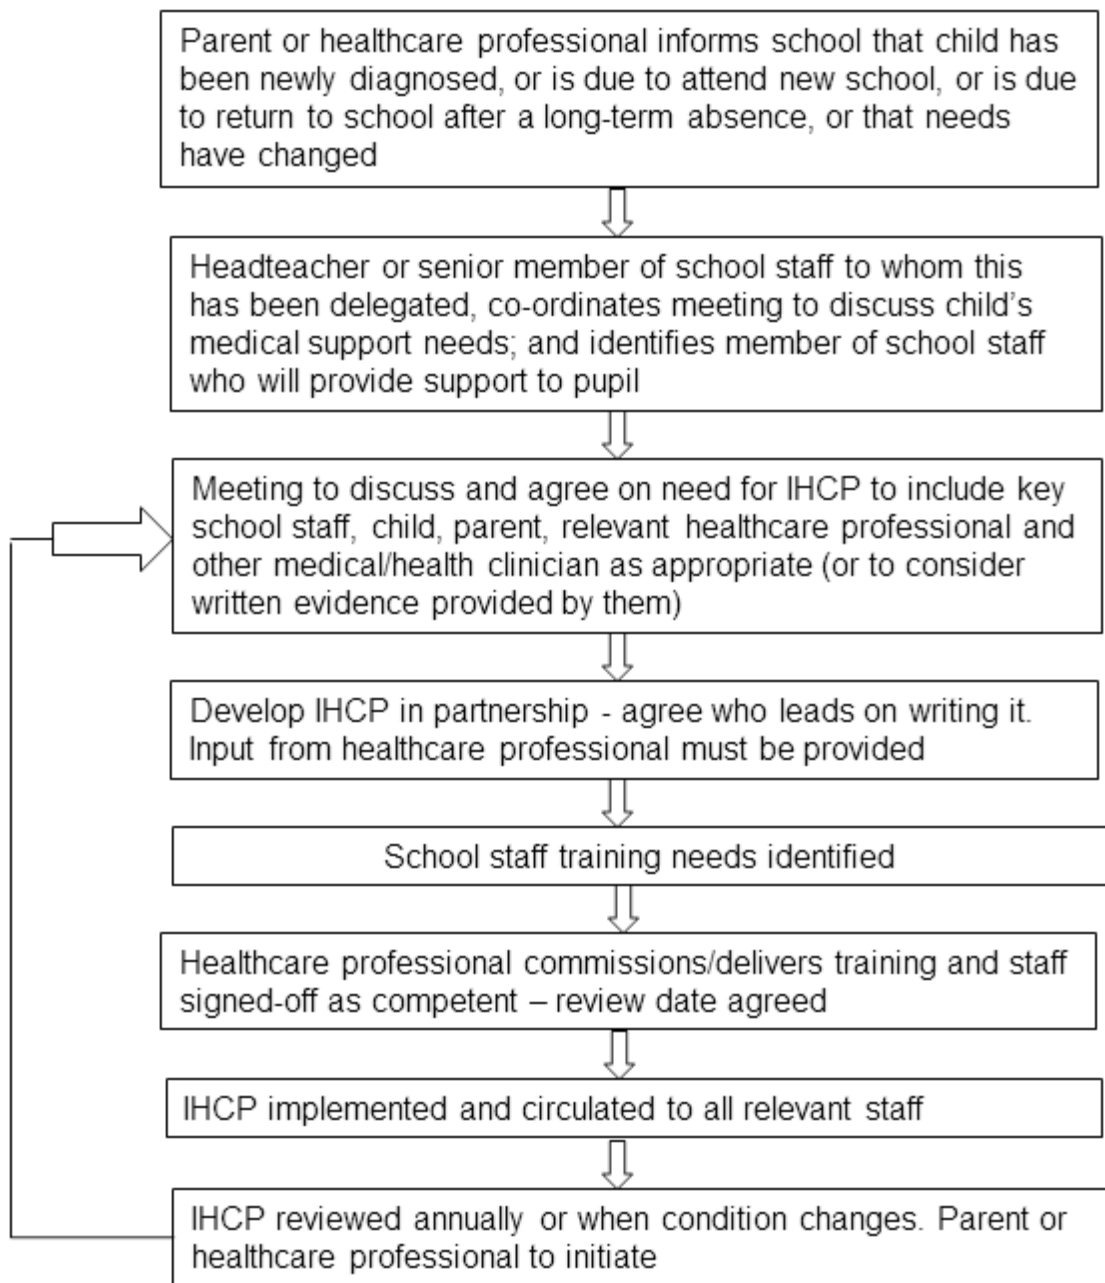 Parent or healthcare professional informs school that child has
been newly diagnosed, or is due to attend new school, or is due
to return to school after a long-term absence, or that needs
have changed
Headteacher or senior member of school staff to whom this
has been delegated, co-ordinates meeting to discuss child's
medical support needs; and identifies member of school staff
who will provide support to pupil
Meeting to discuss and agree on need for IHCP to include key
school staff, child, parent, relevant healthcare professional and
other medical/health clinician as appropriate (or to consider
written evidence provided by them)
Develop IHCP in partnership - agree who leads on writing it.
Input from healthcare professional must be provided
School staff training needs identified
Healthcare professional commissions/delivers training and staff
signed-off as competent – review date agreed
IHCP implemented and circulated to all relevant staff
IHCP reviewed annually or when condition changes. Parent or
healthcare professional to initiate